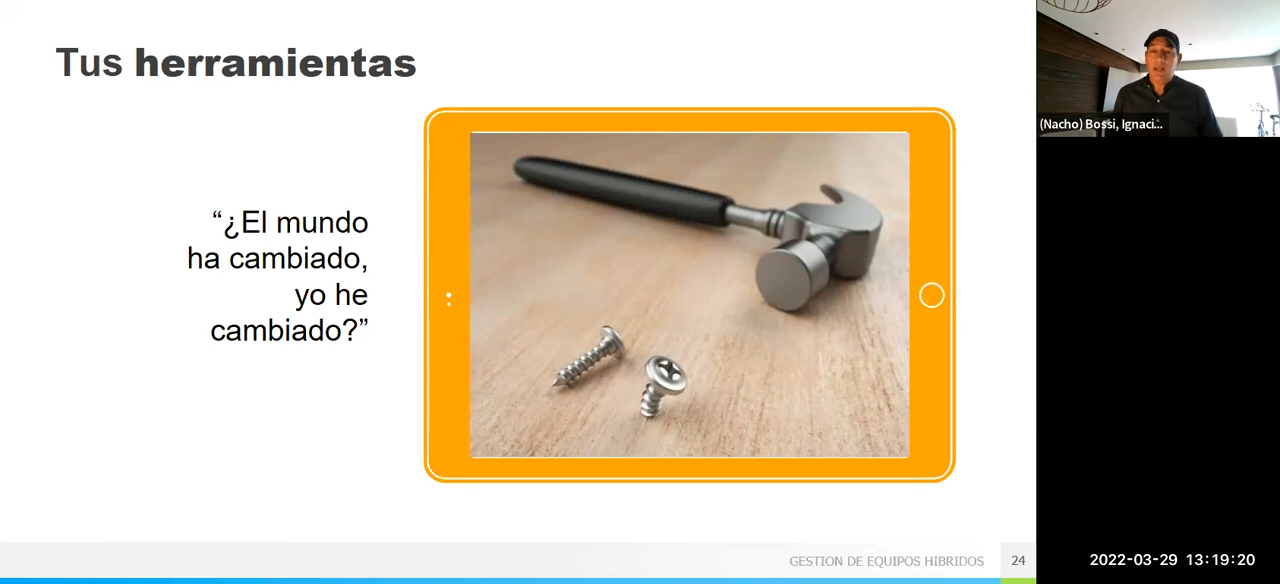 Tus herramientas
“¿El mundo
ha cambiado,
yo he
cambiado?”
GESTION DE EQUIPOS HIBRIDOS
24
(Nacho) Bossi, Ignaci...
2022-03-29 13:19:20